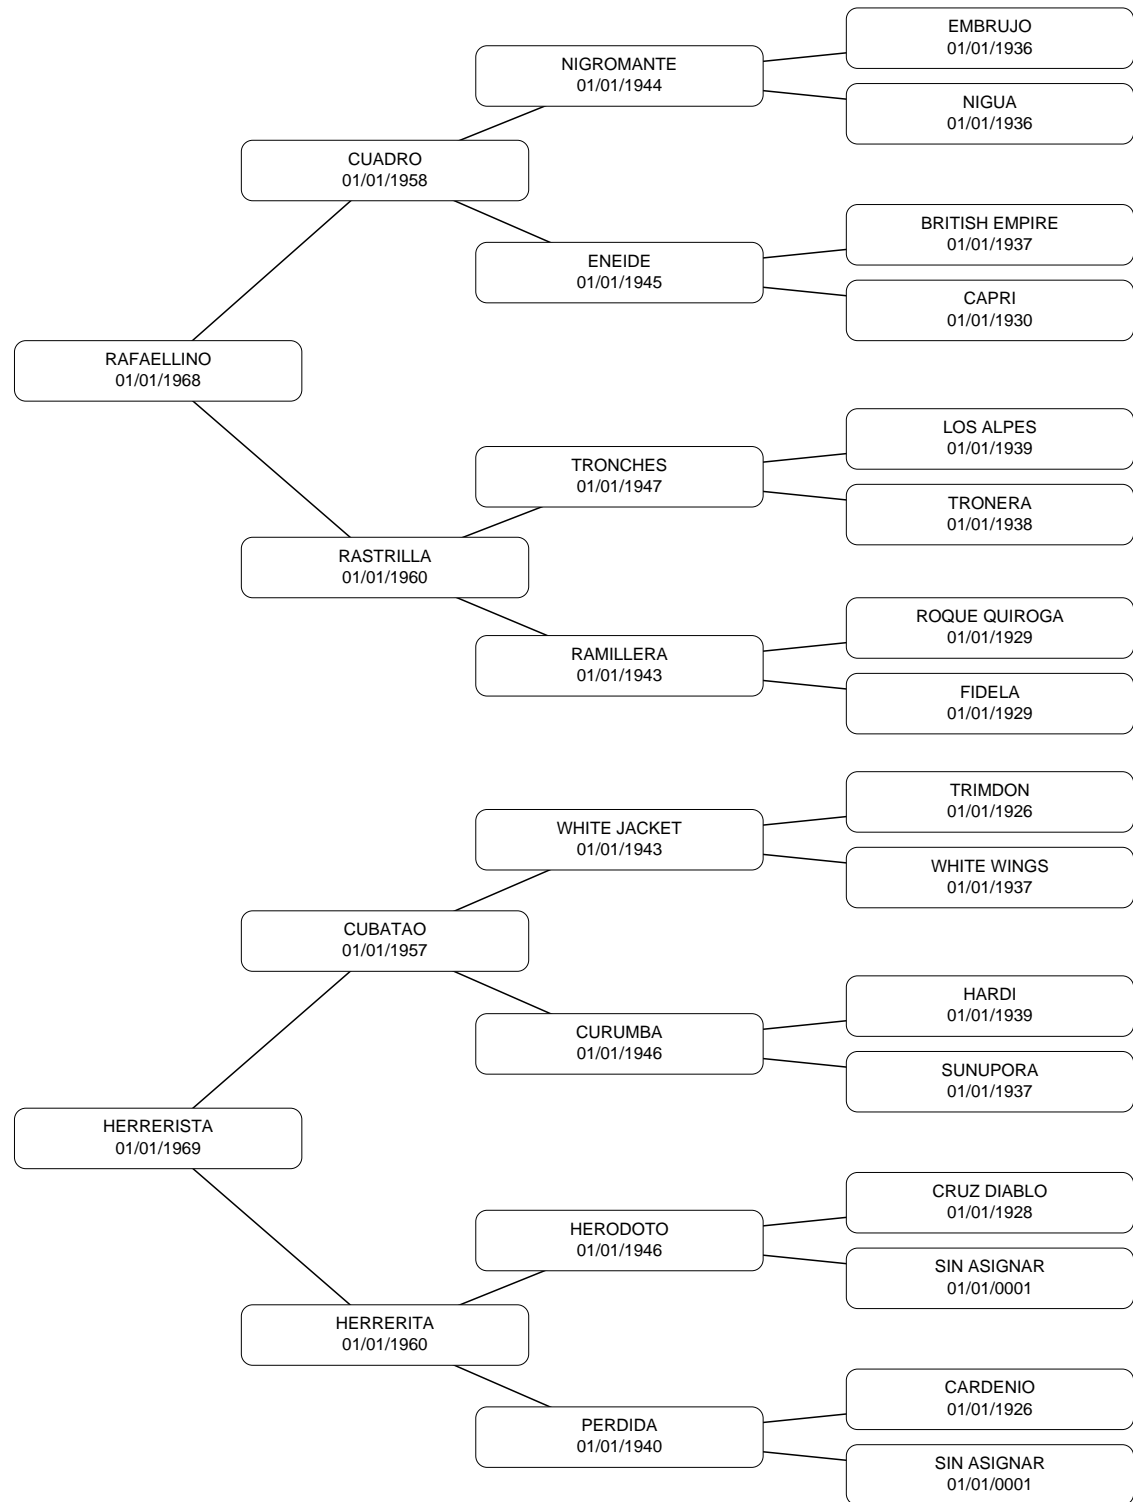 EMBRUJO
01/01/1936
NIGROMANTE
01/01/1944
NIGUA
01/01/1936
CUADRO
01/01/1958
BRITISH EMPIRE
01/01/1937
ENEIDE
01/01/1945
CAPRI
01/01/1930
RAFAELLINO
01/01/1968
LOS ALPES
01/01/1939
TRONCHES
01/01/1947
TRONERA
01/01/1938
RASTRILLA
01/01/1960
ROQUE QUIROGA
01/01/1929
RAMILLERA
01/01/1943
FIDELA
01/01/1929
TRIMDON
01/01/1926
WHITE JACKET
01/01/1943
WHITE WINGS
01/01/1937
CUBATAO
01/01/1957
HARDI
01/01/1939
CURUMBA
01/01/1946
SUNUPORA
01/01/1937
HERRERISTA
01/01/1969
CRUZ DIABLO
01/01/1928
HERODOTO
01/01/1946
SIN ASIGNAR
01/01/0001
HERRERITA
01/01/1960
CARDENIO
01/01/1926
PERDIDA
01/01/1940
SIN ASIGNAR
01/01/0001